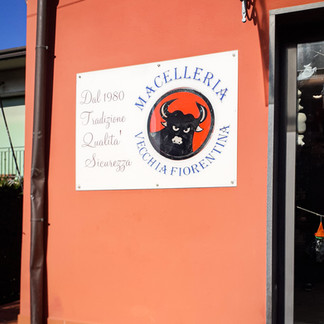 Dal 1980
Tradizione
Qualita'
Sicurezza
MACELLERIA
VECCHIA FIORENTINA